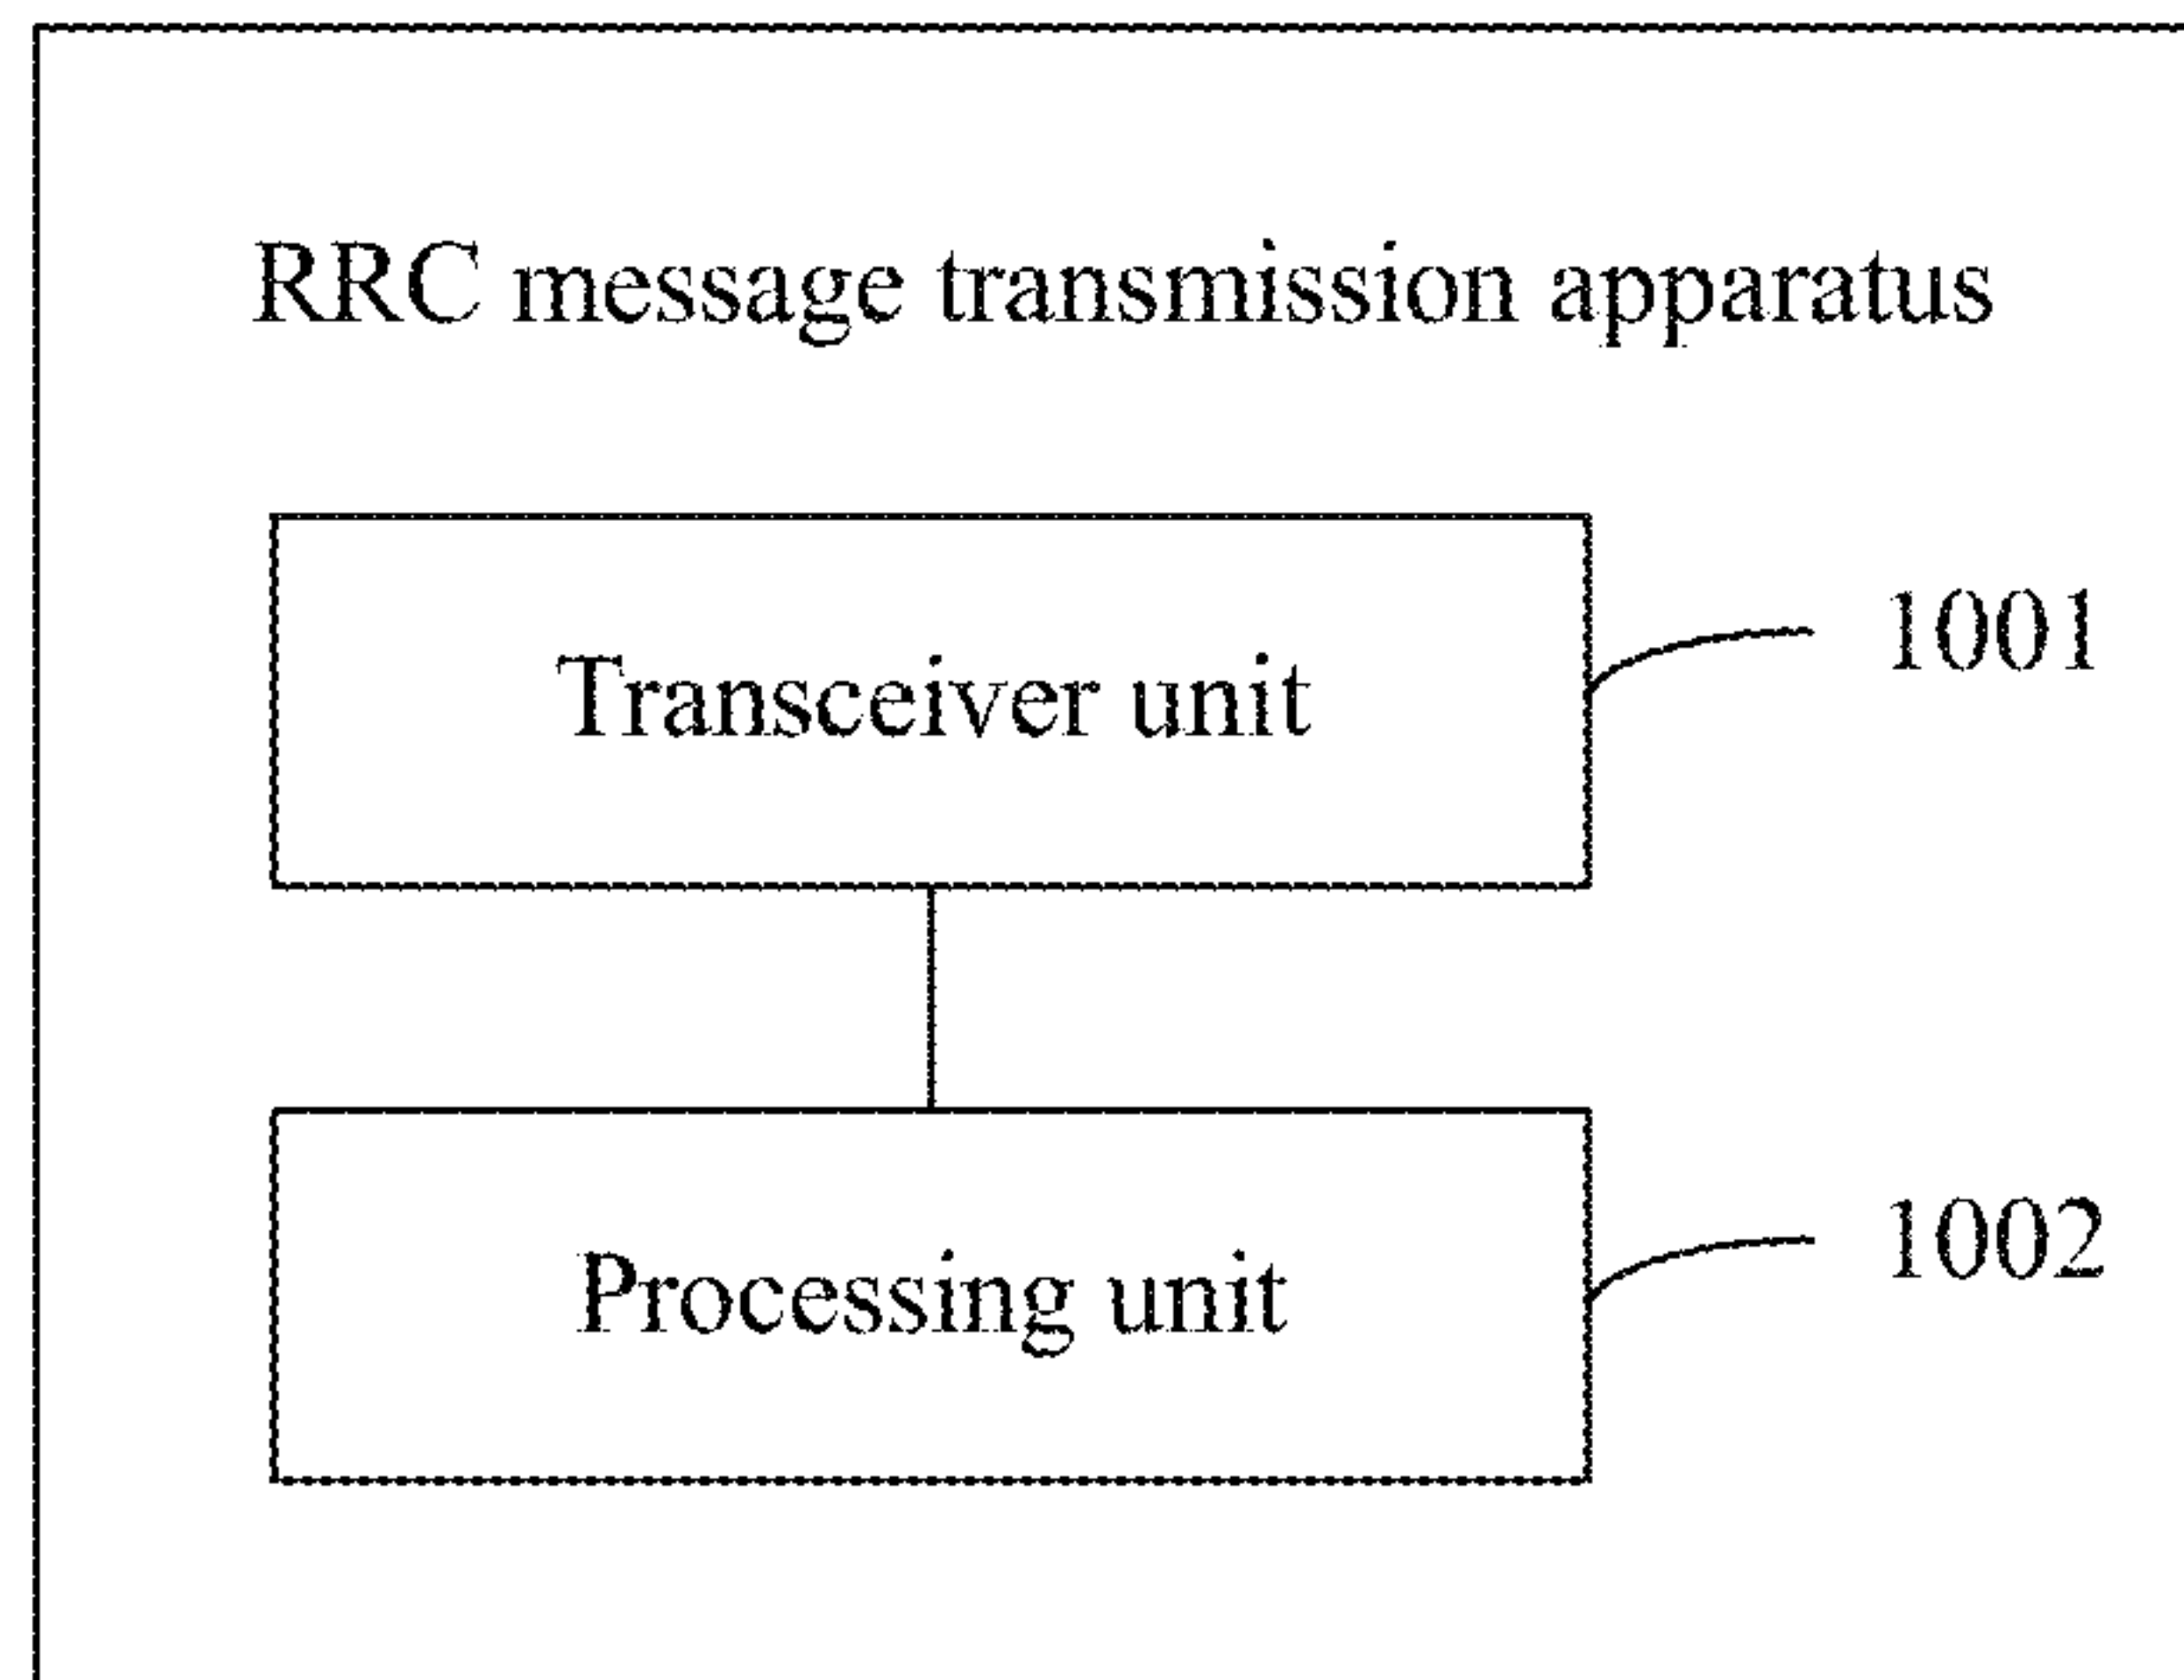 RRC message transmission apparatus
Transceiver unit
1001
Processing unit
1002